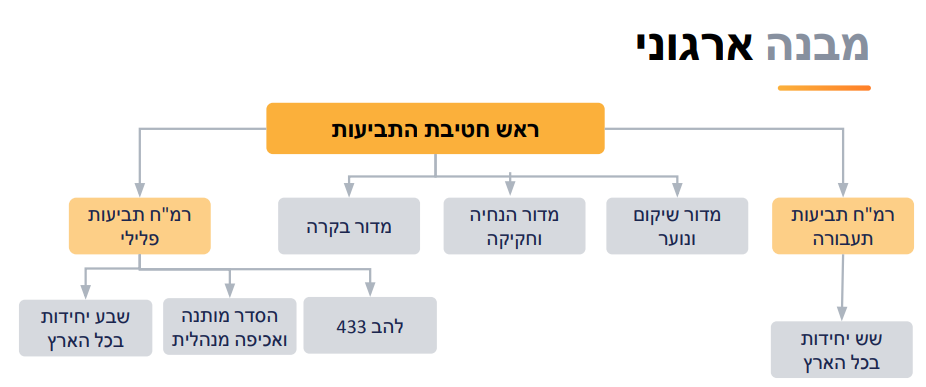 מבנה ארגוני
ראש חטיבת התביעות
רמ"ח תביעות
תעבורה
מדור שיקום
ונוער
מדור הנחיה
וחקיקה
מדור בקרה
רמ"ח תביעות
פלילי
שש יחידות
בכל הארץ
להב 433
הסדר מותנה
ואכיפה מנהלית
שבע יחידות
בכל הארץ